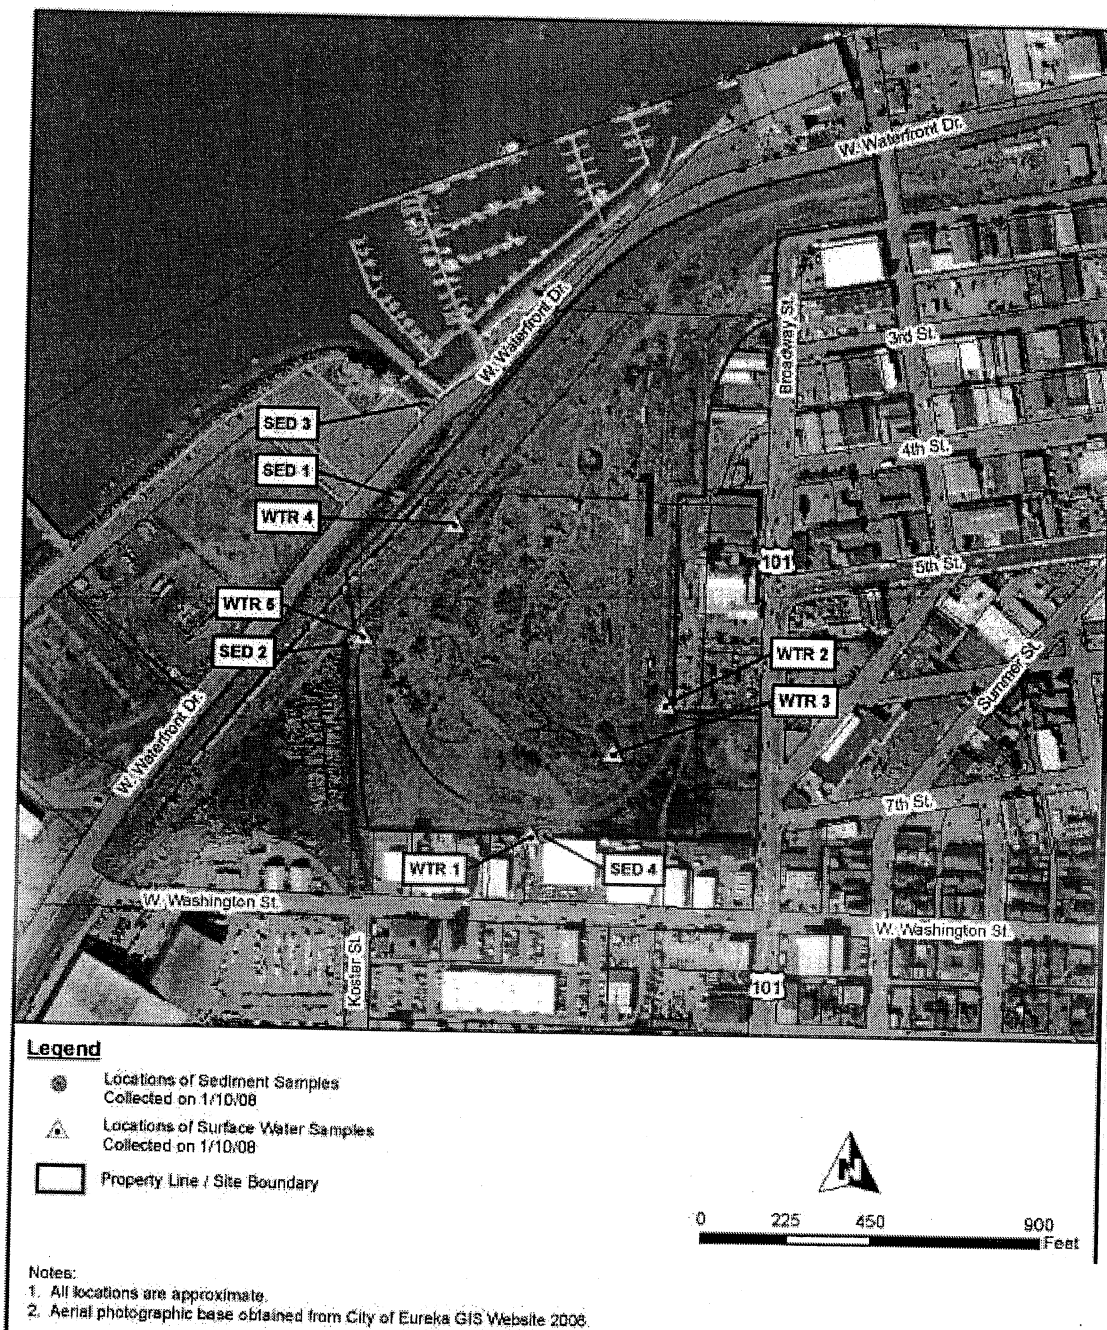 W. Waterfront Dr.
W. Waterfront Dr.
Broadway St.
3rd St.
SED 3
4th St.
SED 1
WTR 4
101
5th St.
WTR 5
SED 2
WTR 2
Summer St.
WTR 3
W. Waterfront Dr.
7th St.
WTR 1
SED 4
W. Washington St.
W. Washington St.
Koster St.
101
Legend
Locations of Sediment Samples
Collected on 1/10/08
Locations of Surface Water Samples
Collected on 1/10/08
Property Line / Site Boundary
N
0 225 450 900
Feet
Notes:
1. All locations are approximate.
2. Aerial photographic base obtained from City of Eureka GIS Website 2006.